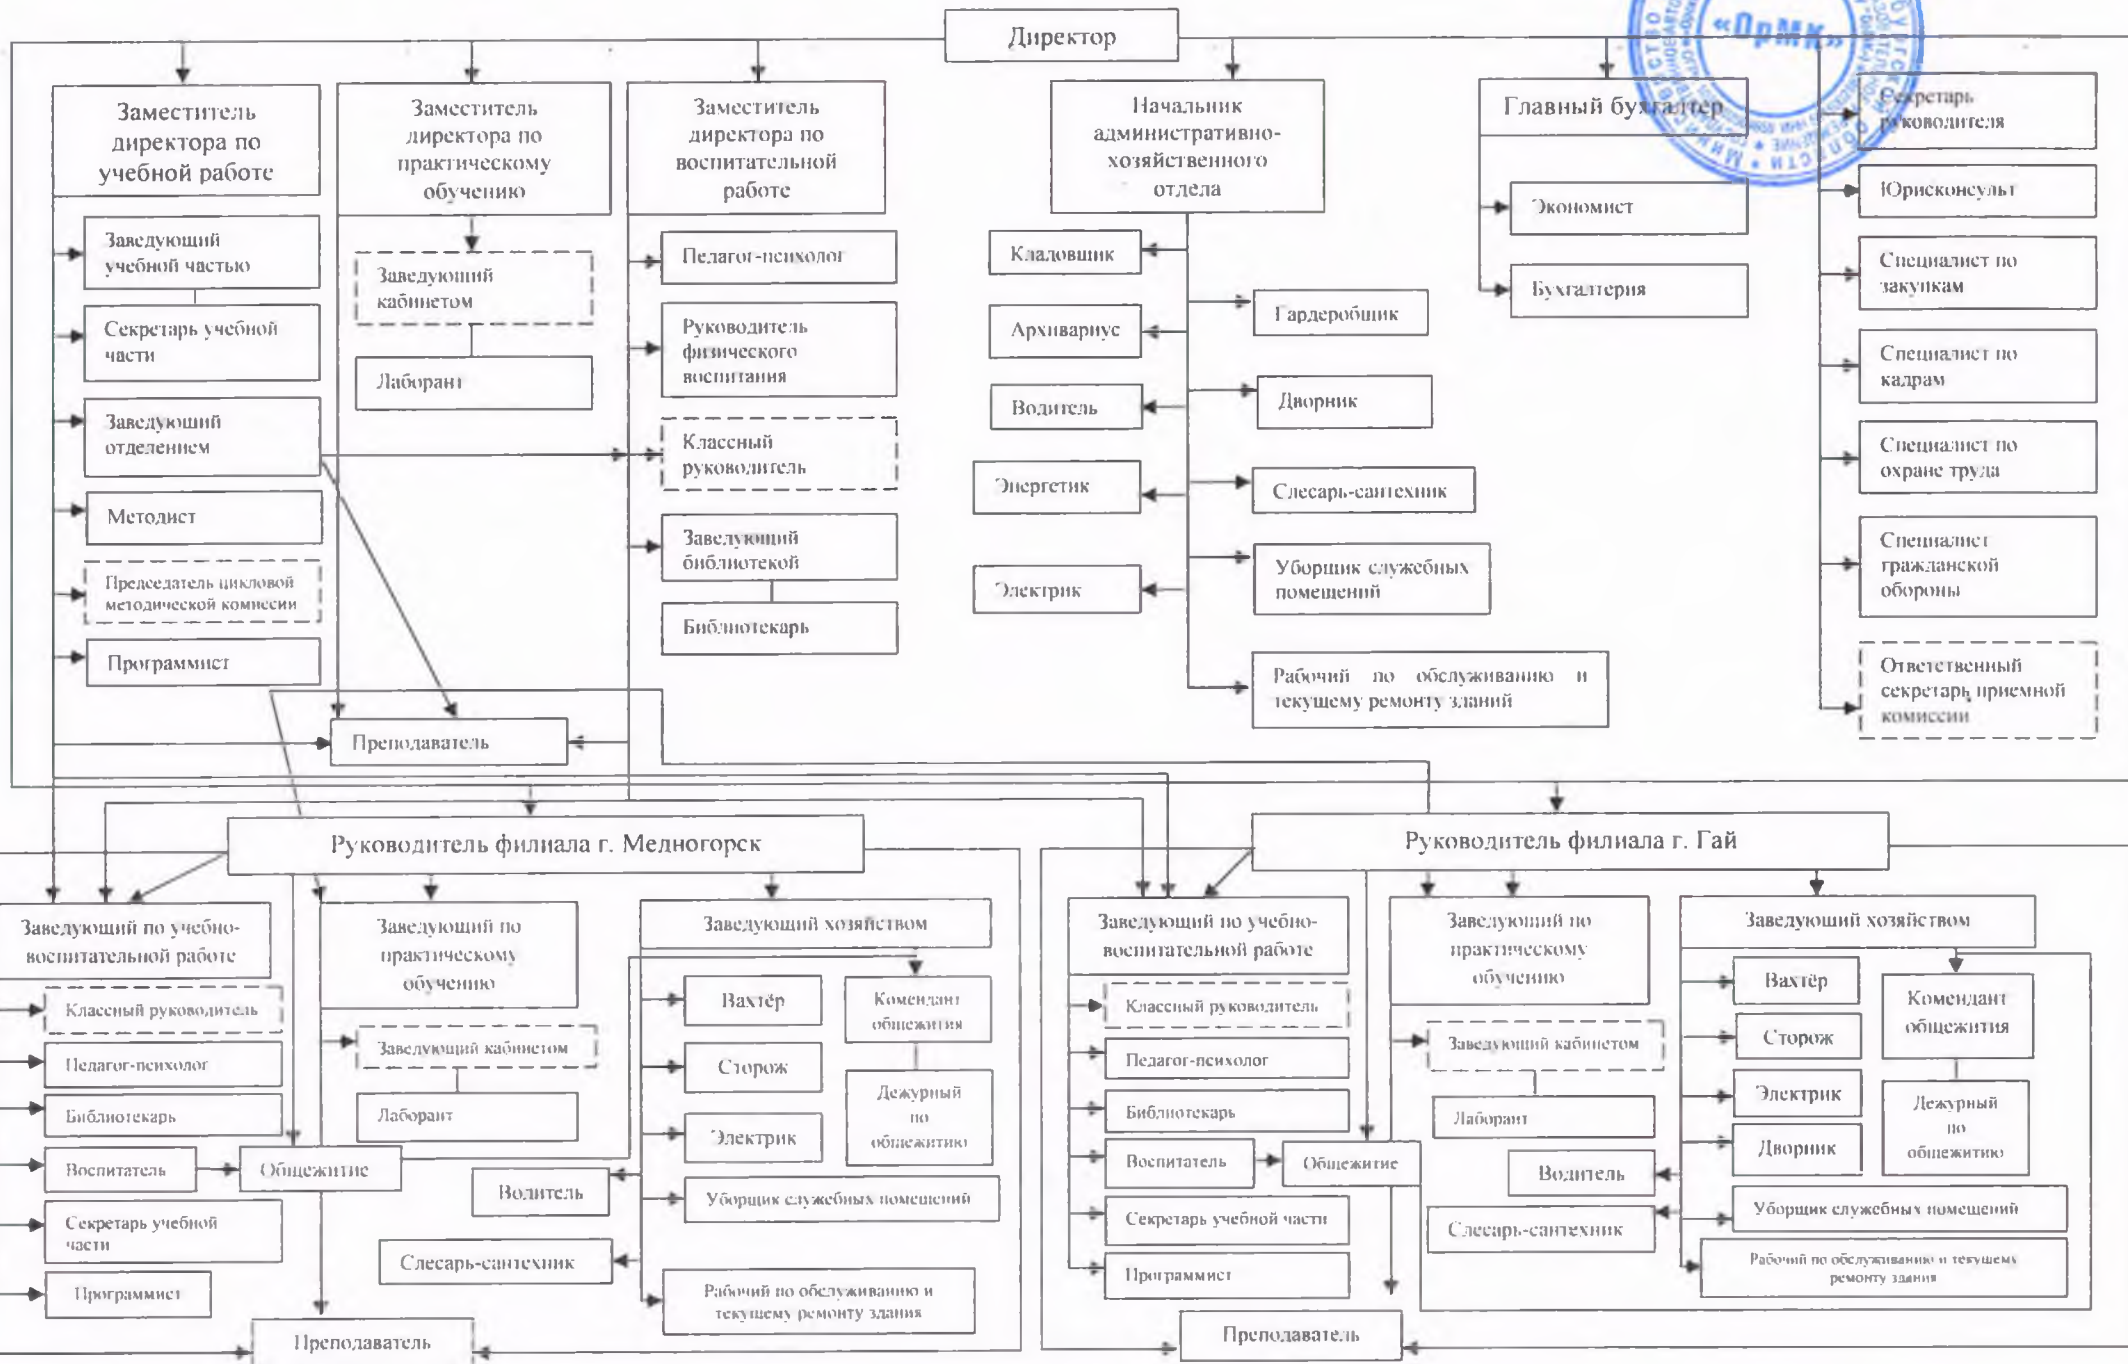 Директор
«ОрМК»
Заместитель
директора по
учебной работе
Заведующий
учебной частью
Секретарь учебной
части
Заведующий
отделением
Методист
Председатель цикловой
методической комиссии
Программист
Заместитель
директора по
практическому
обучению
Заведующий
кабинетом
Лаборант
Преподаватель
Заместитель
директора по
воспитательной
работе
Педагог-психолог
Руководитель
физического
воспитания
Классный
руководитель
Заведующий
библиотекой
Библиотекарь
Начальник
административно-
хозяйственного
отдела
Кладовщик
Архивариус
Водитель
Энергетик
Электрик
Гардеробщик
Дворник
Слесарь-сантехник
Уборщик служебных
помещений
Рабочий по обслуживанию и
текущему ремонту зданий
Главный бухгалтер
Экономист
Бухгалтерия
Секретарь
руководителя
Юрисконсульт
Специалист по
закупкам
Специалист по
кадрам
Специалист по
охране труда
Специалист
гражданской
обороны
Ответственный
секретарь приемной
комиссии
Руководитель филиала г. Медногорск
Заведующий по учебно-
воспитательной работе
Классный руководитель
Педагог-психолог
Библиотекарь
Воспитатель
Секретарь учебной
части
Программист
Общежитие
Заведующий по
практическому
обучению
Заведующий кабинетом
Лаборант
Заведующий хозяйством
Вахтёр
Сторож
Электрик
Водитель
Уборщик служебных помещений
Слесарь-сантехник
Рабочий по обслуживанию и
текущему ремонту здания
Комендант
общежития
Дежурный
по
общежитию
Преподаватель
Руководитель филиала г. Гай
Заведующий по учебно-
воспитательной работе
Классный руководитель
Педагог-психолог
Библиотекарь
Воспитатель
Секретарь учебной части
Программист
Общежитие
Заведующий по
практическому
обучению
Заведующий кабинетом
Лаборант
Заведующий хозяйством
Вахтёр
Сторож
Электрик
Дворник
Водитель
Уборщик служебных помещений
Слесарь-сантехник
Рабочий по обслуживанию и текущему
ремонту здания
Комендант
общежития
Дежурный
по
общежитию
Преподаватель